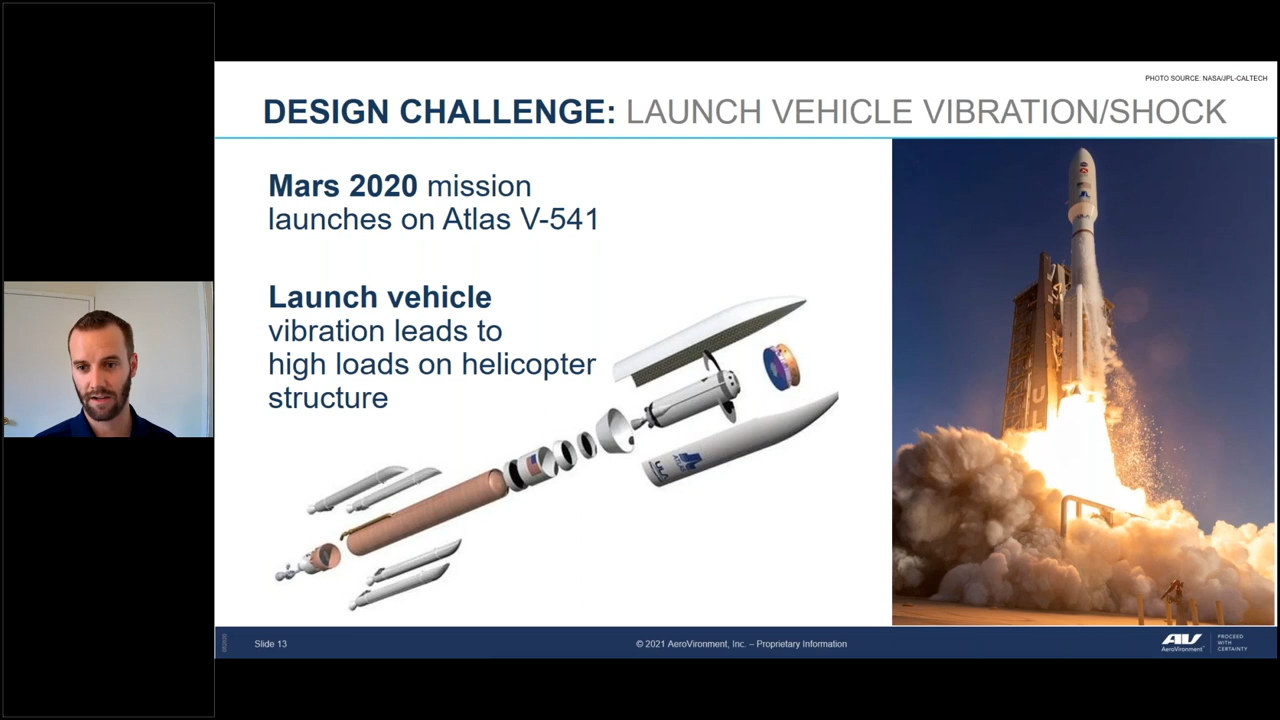 PHOTO SOURCE: NASA/JPL-CALTECH
DESIGN CHALLENGE: LAUNCH VEHICLE VIBRATION/SHOCK
Mars 2020 mission
launches on Atlas V-541
Launch vehicle
vibration leads to
high loads on helicopter
structure
ULA
ATLAS
Slide 13
© 2021 AeroVironment, Inc. – Proprietary Information
AV
AeroVironment
PROCEED
WITH
CERTAINTY